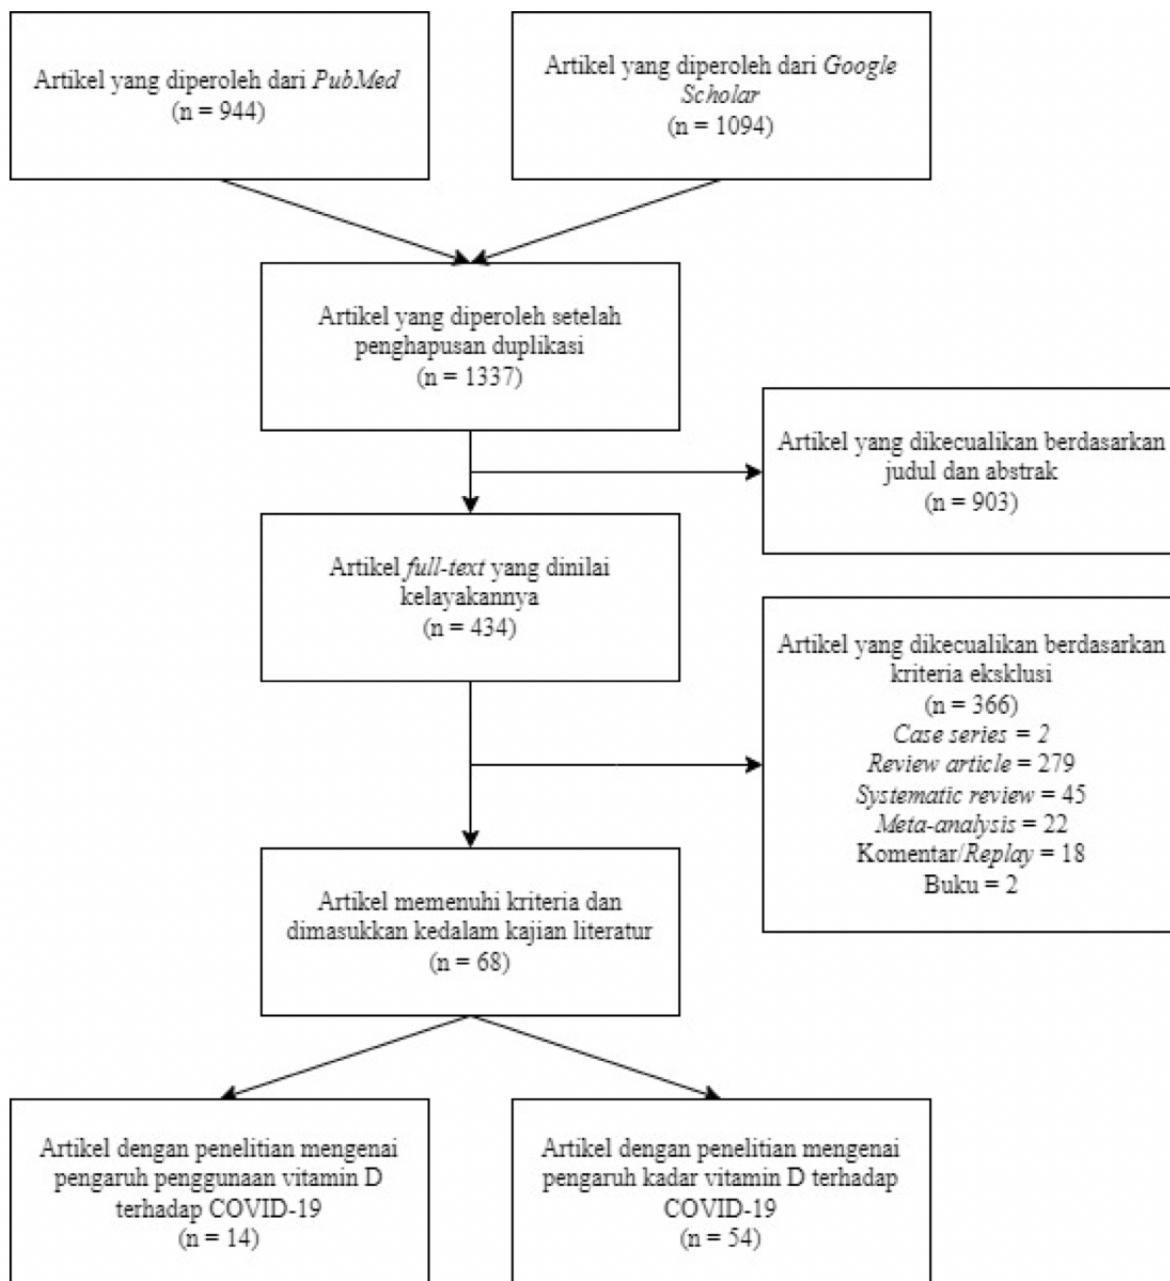 Artikel yang diperoleh dari PubMed
(n = 944)
Artikel yang diperoleh dari Google
Scholar
(n = 1094)
Artikel yang diperoleh setelah
penghapusan duplikasi
(n = 1337)
Artikel yang dikecualikan berdasarkan
judul dan abstrak
(n = 903)
Artikel full-text yang dinilai
kelayakannya
(n = 434)
Artikel yang dikecualikan berdasarkan
kriteria eksklusi
(n = 366)
Case series = 2
Review article = 279
Systematic review = 45
Meta-analysis = 22
Komentar/Replay = 18
Buku = 2
Artikel memenuhi kriteria dan
dimasukkan kedalam kajian literatur
(n = 68)
Artikel dengan penelitian mengenai
pengaruh penggunaan vitamin D
terhadap COVID-19
(n = 14)
Artikel dengan penelitian mengenai
pengaruh kadar vitamin D terhadap
COVID-19
(n = 54)